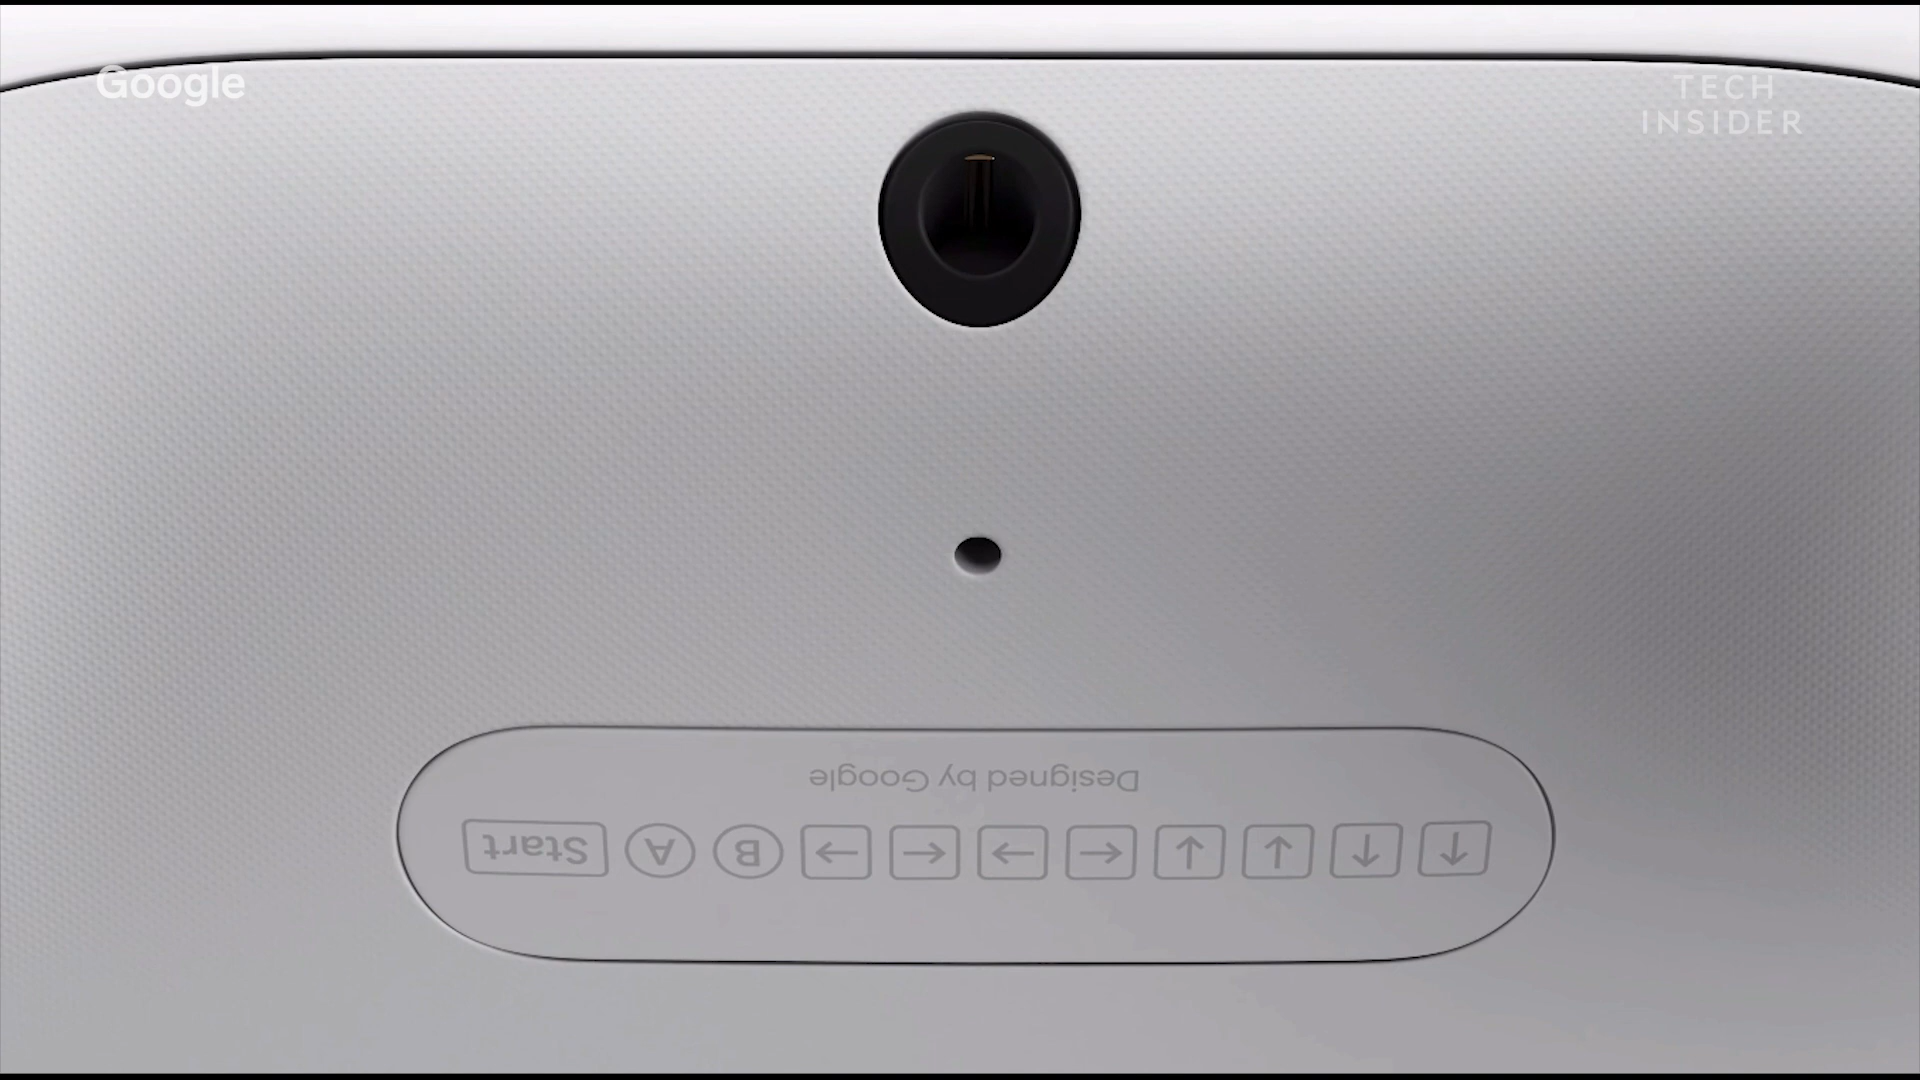 Google
TECH
INSIDER
↑ ↑ ↓ ↓ ← → ← → B A Start
Designed by Google